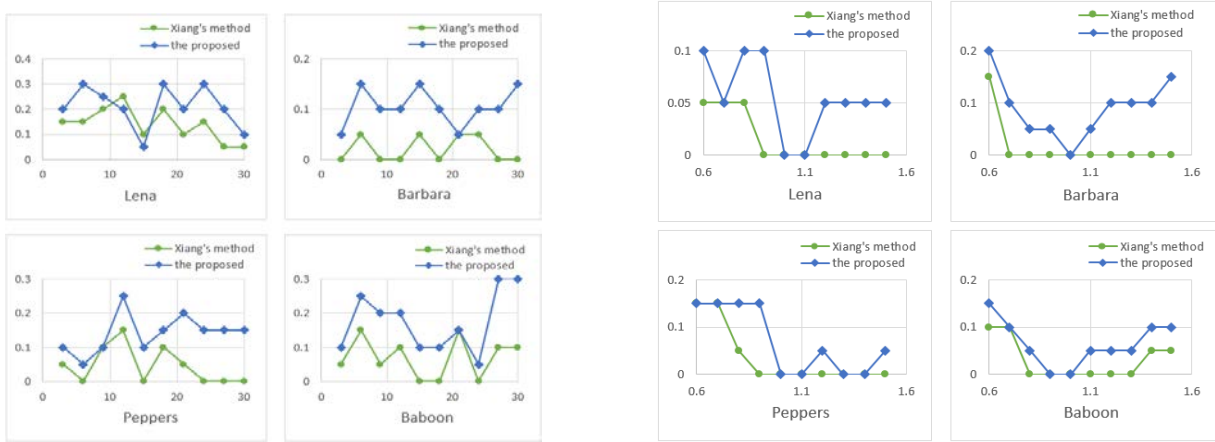 Xiang's method
the proposed
0.4
0.3
0.2
0.1
0
0 10 20 30
Lena
Xiang's method
the proposed
0.2
0.1
0
0 10 20 30
Barbara
Xiang's method
the proposed
0.1
0.05
0
0.6 1.1 1.6
Lena
Xiang's method
the proposed
0.2
0.1
0
0.6 1.1 1.6
Barbara
Xiang's method
the proposed
0.3
0.2
0.1
0
0 10 20 30
Peppers
Xiang's method
the proposed
0.3
0.2
0.1
0
0 10 20 30
Baboon
Xiang's method
the proposed
0.2
0.1
0
0.6 1.1 1.6
Peppers
Xiang's method
the proposed
0.2
0.1
0
0.6 1.1 1.6
Baboon